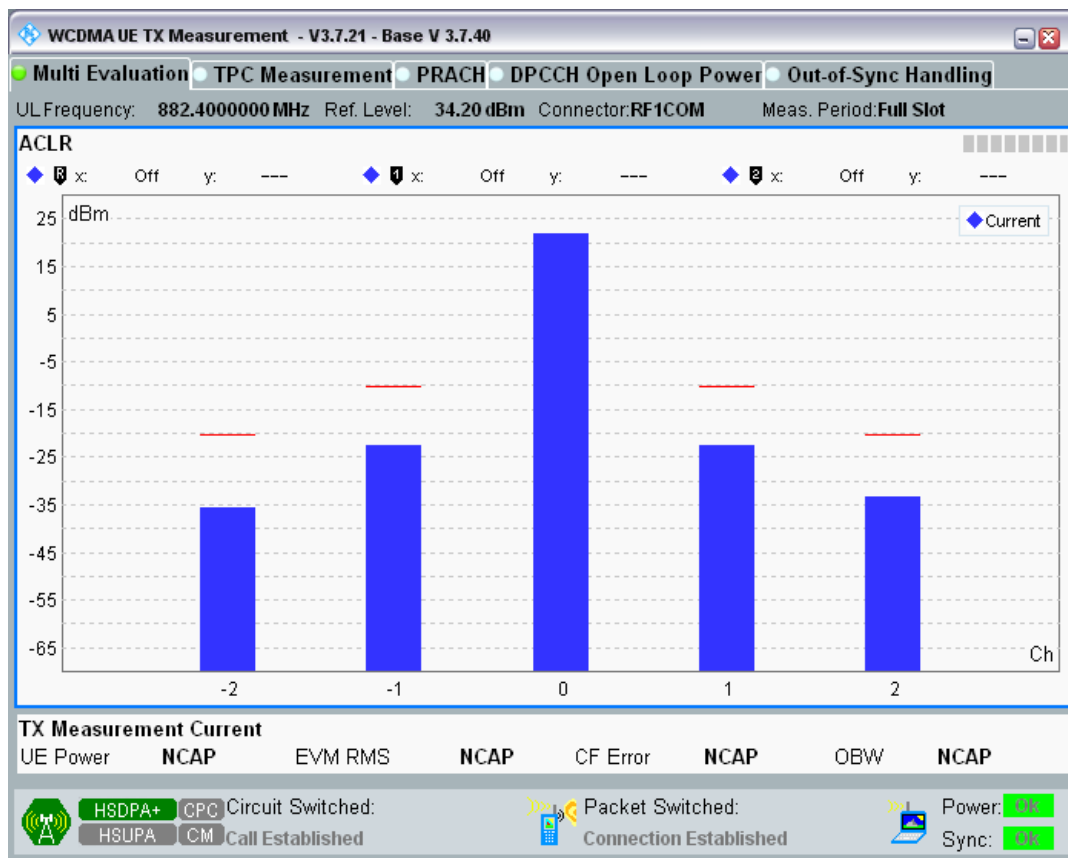 WCDMA UE TX Measurement - V3.7.21 - Base V 3.7.40
Multi Evaluation TPC Measurement PRACH DPCCH Open Loop Power Out-of-Sync Handling
UL Frequency: 882.4000000 MHz Ref. Level: 34.20 dBm Connector:RF1COM Meas. Period:Full Slot
ACLR
R x: Off y: --- 1 x: Off y: --- 2 x: Off y: ---
dBm
Current
25
15
5
-5
-15
-25
-35
-45
-55
-65
Ch
-2 -1 0 1 2
TX Measurement Current
UE Power NCAP EVM RMS NCAP CF Error NCAP OBW NCAP
HSDPA+ CPC Circuit Switched: Packet Switched: Power: OK
HSUPA CM Call Established Connection Established Sync: OK